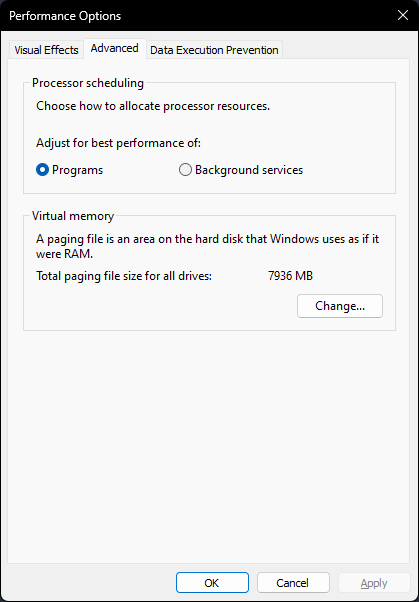 Performance Options
Visual Effects
Advanced
Data Execution Prevention
Processor scheduling
Choose how to allocate processor resources.
Adjust for best performance of:
Programs
Background services
Virtual memory
A paging file is an area on the hard disk that Windows uses as if it
were RAM.
Total paging file size for all drives:
7936 MB
Change...
OK
Cancel
Apply